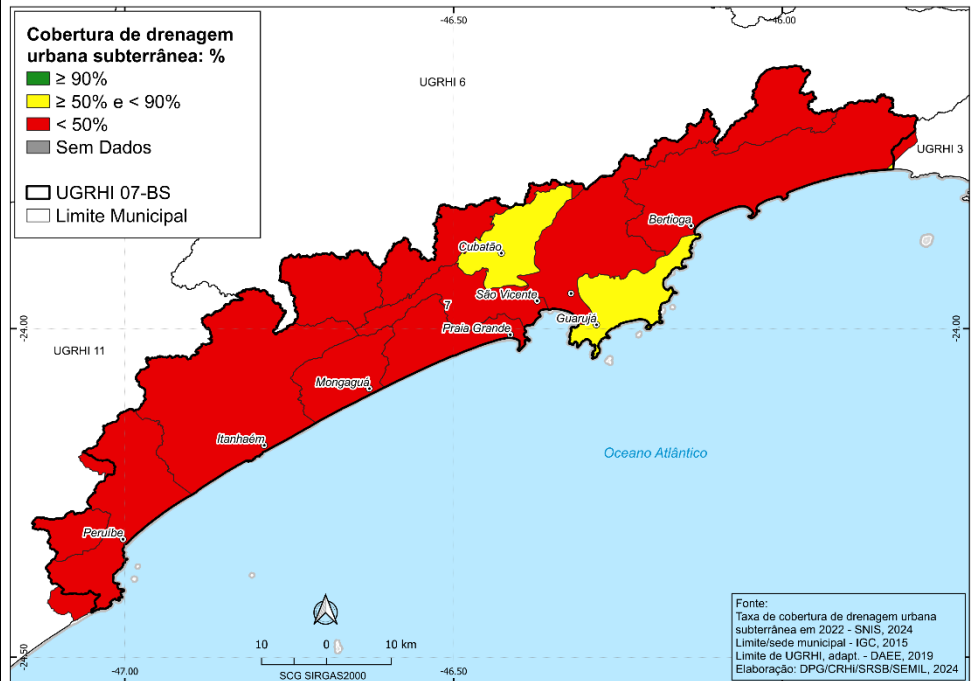 Cobertura de drenagem
urbana subterrânea: %
≥ 90%
≥ 50% e < 90%
< 50%
Sem Dados
UGRHI 07-BS
Limite Municipal
-46.50
-46.00
UGRHI 6
UGRHI 3
Bertioga
Cubatão
São Vicente
7
Guarujá
Praia Grande
-24.00
-24.00
UGRHI 11
Mongaguá
Itanhaém
Oceano Atlântico
Peruíbe
10 0 10 km
SCG SIRGAS2000
-24.50
-47.00
-46.50
Fonte:
Taxa de cobertura de drenagem urbana
subterrânea em 2022 - SNIS, 2024
Limite/sede municipal - IGC, 2015
Limite de UGRHI, adapt. - DAEE, 2019
Elaboração: DPG/CRHi/SRSB/SEMIL, 2024